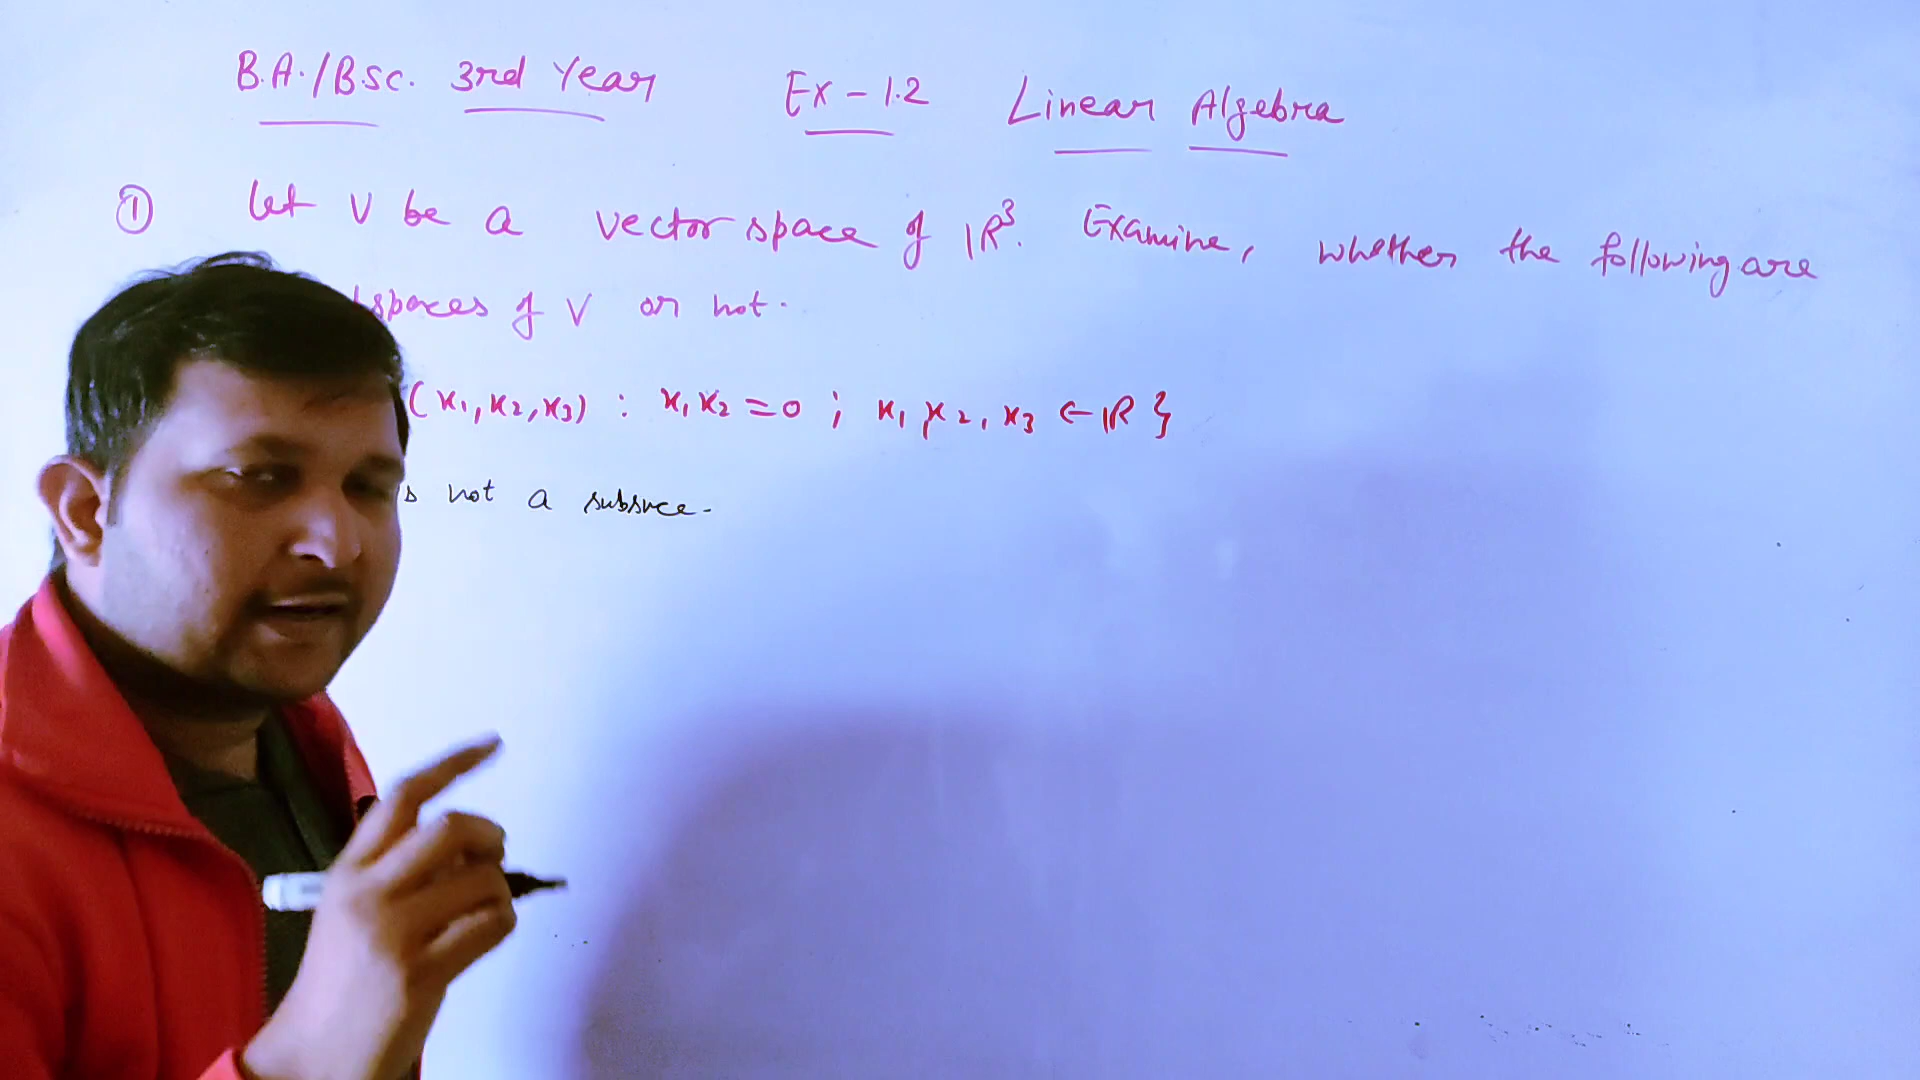 B.A./B.sc. 3rd Year Ex-1.2 Linear Algebra
① Let V be a vector space of ℝ³. Examine, whether the following are
spaces of V or not.
(x₁, x₂, x₃) : x₁x₂ = 0 ; x₁ x₂, x₃ ∈ ℝ }
s not a subsrce.